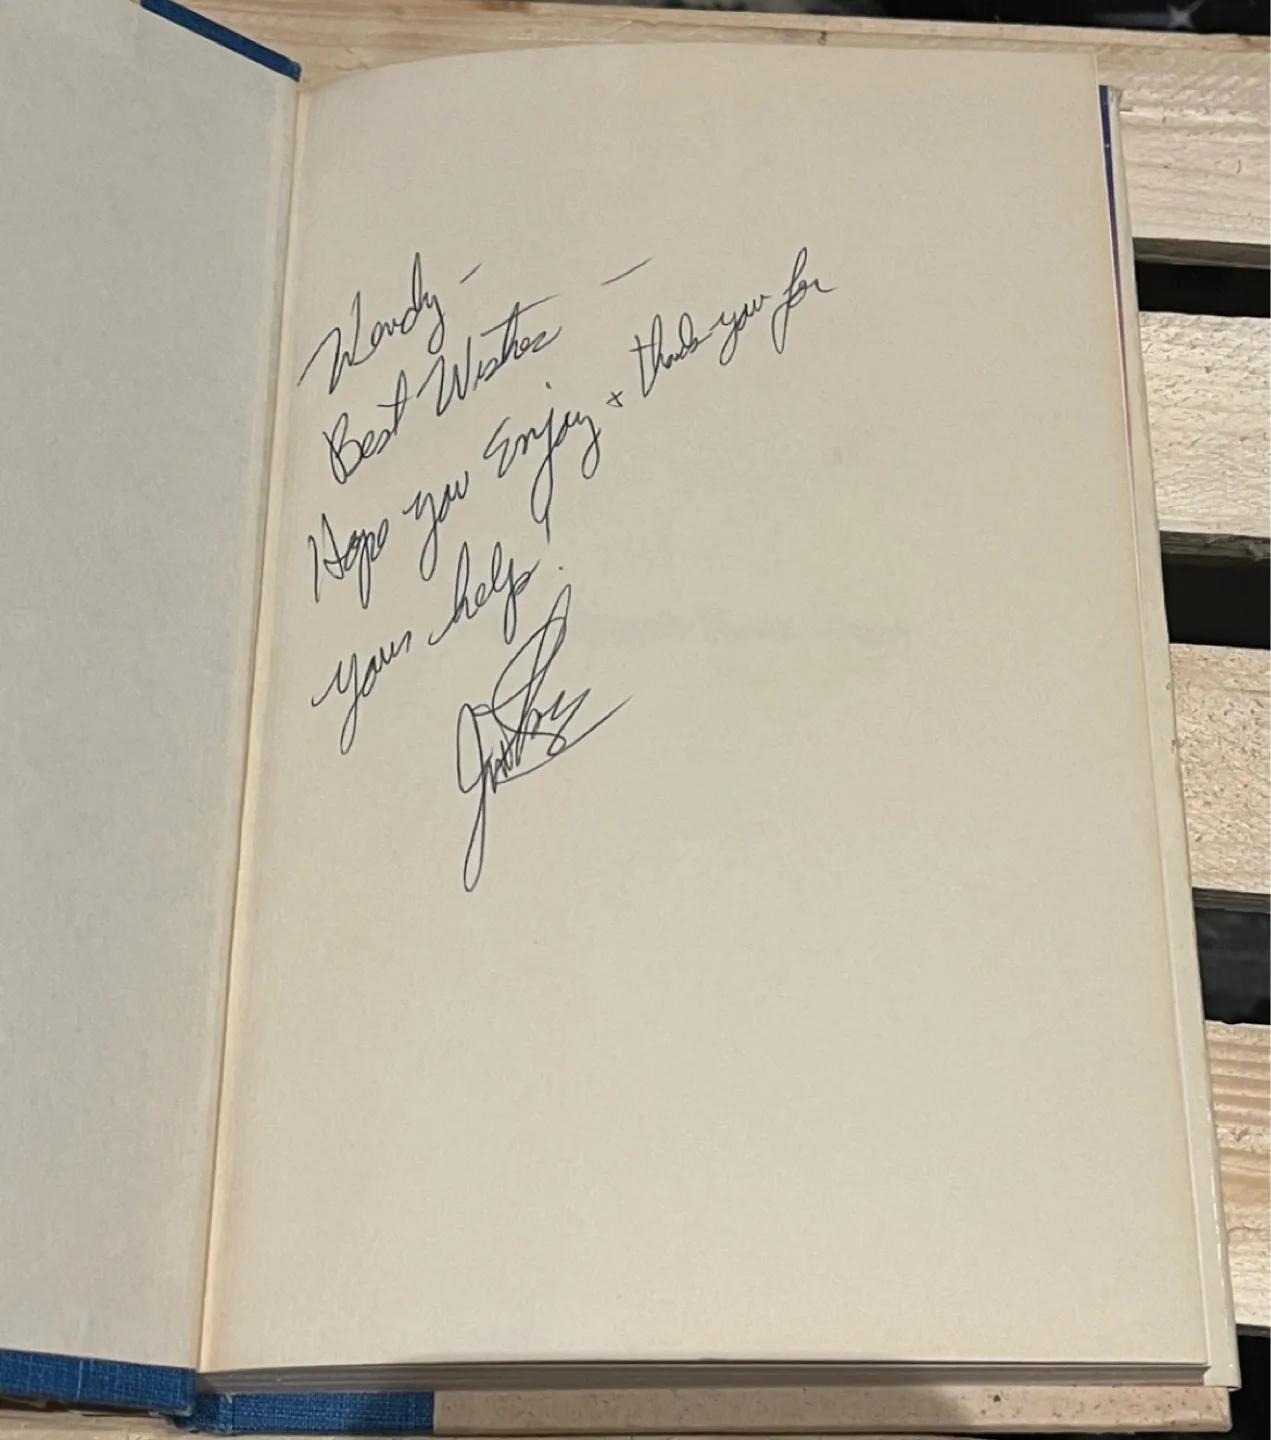 Wendy -
Best Wishes -
Hope you Enjoy + thank you for
your help!